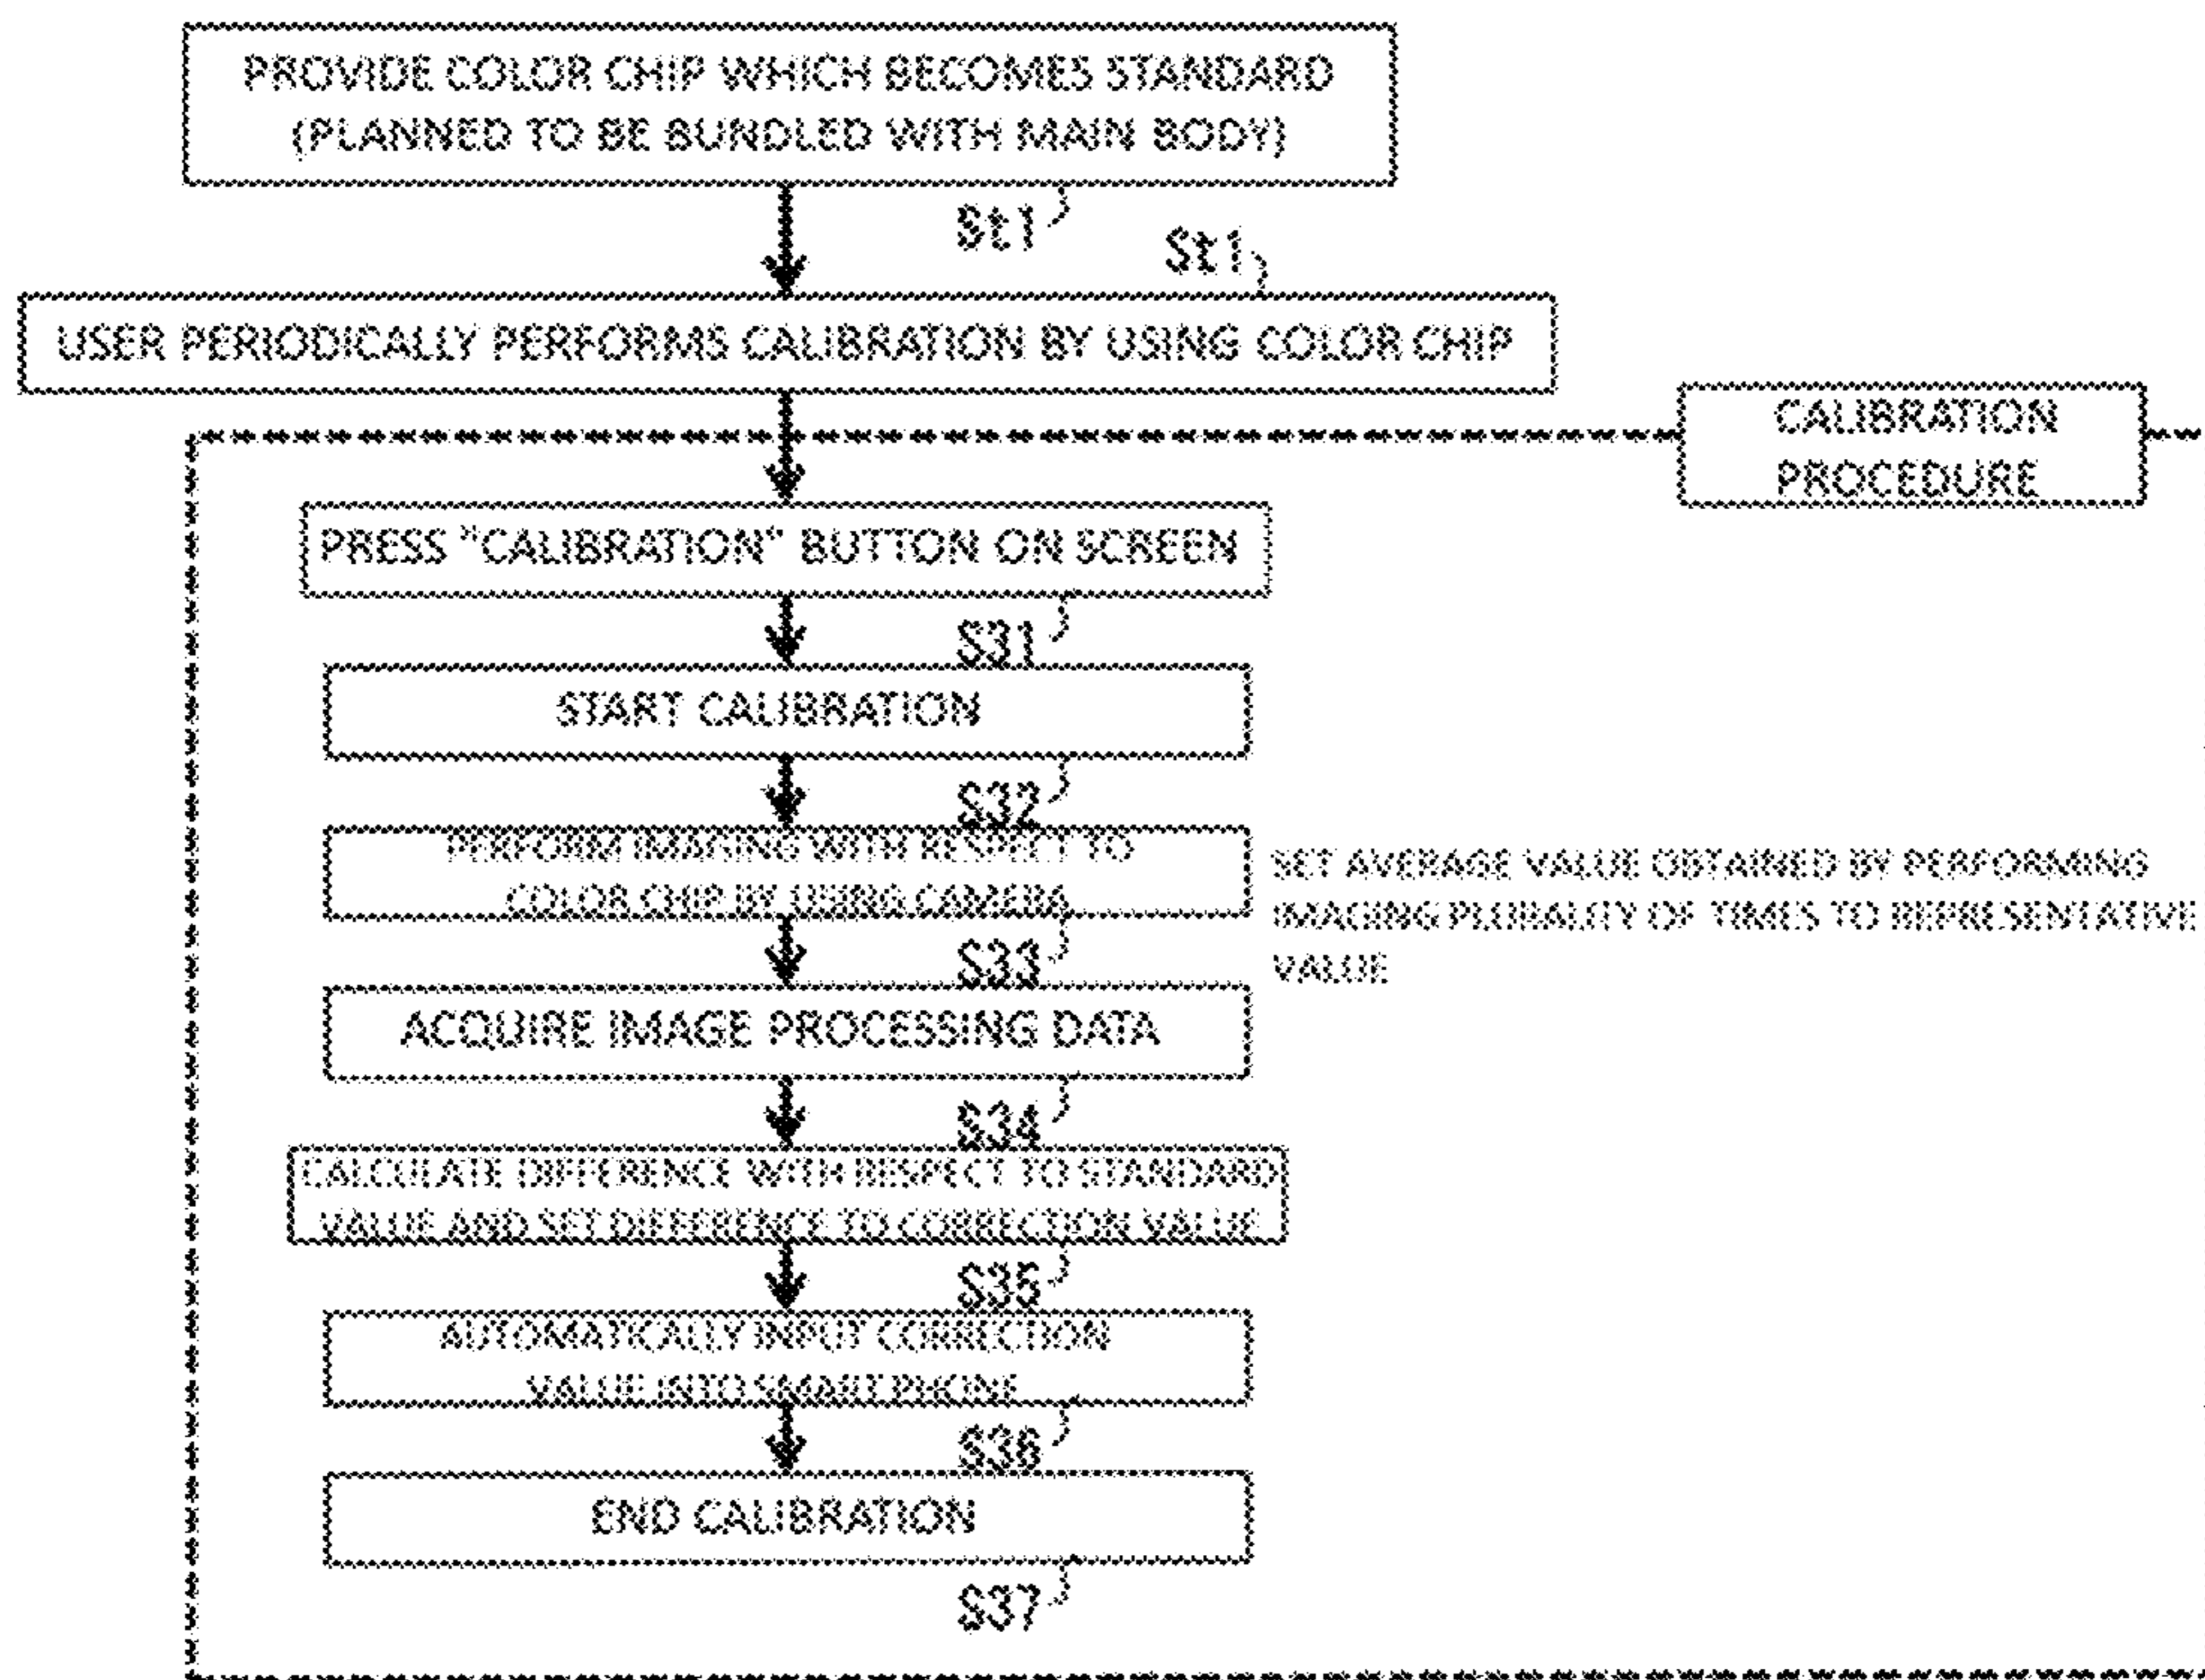 PROVIDE COLOR CHIP WHICH BECOMES STANDARD
(PLANNED TO BE BUNDLED WITH MAIN BODY)
St1
St1
USER PERIODICALLY PERFORMS CALIBRATION BY USING COLOR CHIP
CALIBRATION
PROCEDURE
PRESS "CALIBRATION" BUTTON ON SCREEN
S31
START CALIBRATION
S32
PERFORM IMAGING WITH RESPECT TO
COLOR CHIP BY USING CAMERA
SET AVERAGE VALUE OBTAINED BY PERFORMING
IMAGING PLURALITY OF TIMES TO REPRESENTATIVE
VALUE
S33
ACQUIRE IMAGE PROCESSING DATA
S34
CALCULATE DIFFERENCE WITH RESPECT TO STANDARD
VALUE AND SET DIFFERENCE TO CORRECTION VALUE
S35
AUTOMATICALLY INPUT CORRECTION
VALUE INTO SMART PHONE
S36
END CALIBRATION
S37